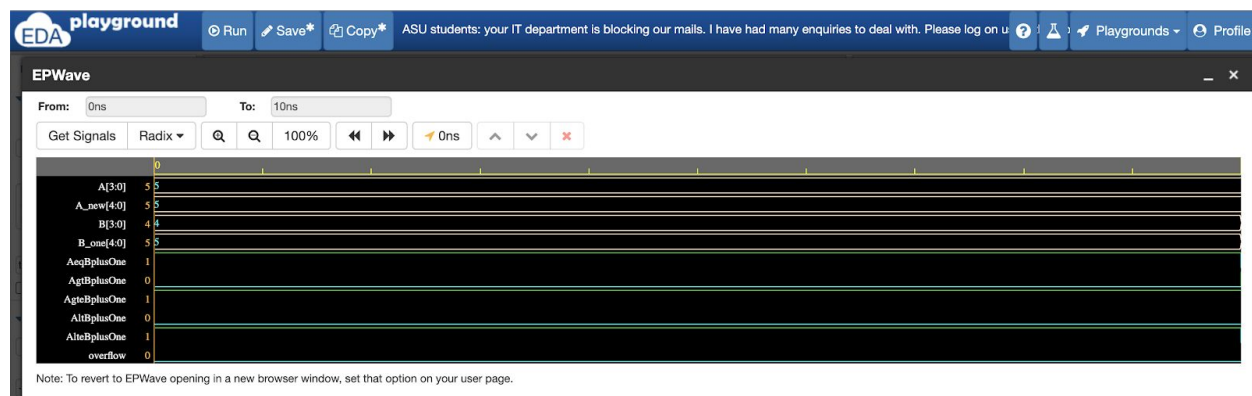 EDA playground Run Save* Copy* ASU students: your IT department is blocking our mails. I have had many enquiries to deal with. Please log on u ? Playgrounds Profile
EPWave
From: 0ns To: 10ns
Get Signals Radix 100% 0ns
0
A[3:0] 5 5
A_new[4:0] 5 5
B[3:0] 4 4
B_one[4:0] 5 5
AeqBplusOne 1
AgtBplusOne 0
AgteBplusOne 1
AltBplusOne 0
AlteBplusOne 1
overflow 0
Note: To revert to EPWave opening in a new browser window, set that option on your user page.